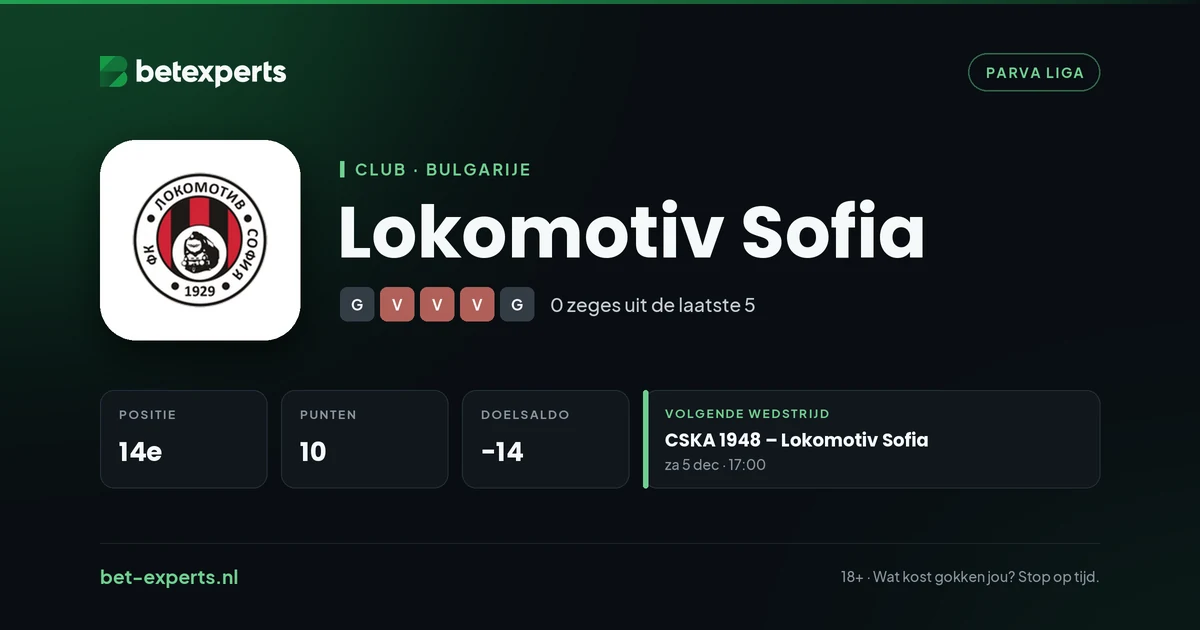 betexperts
PARVA LIGA
ЛОКОМОТИВ
ФК
СОФИЯ
1929
CLUB · BULGARIJE
Lokomotiv Sofia
G V V V G 0 zeges uit de laatste 5
POSITIE
14e
PUNTEN
10
DOELSALDO
−14
VOLGENDE WEDSTRIJD
CSKA 1948 – Lokomotiv Sofia
za 5 dec · 17:00
bet-experts.nl
18+ · Wat kost gokken jou? Stop op tijd.